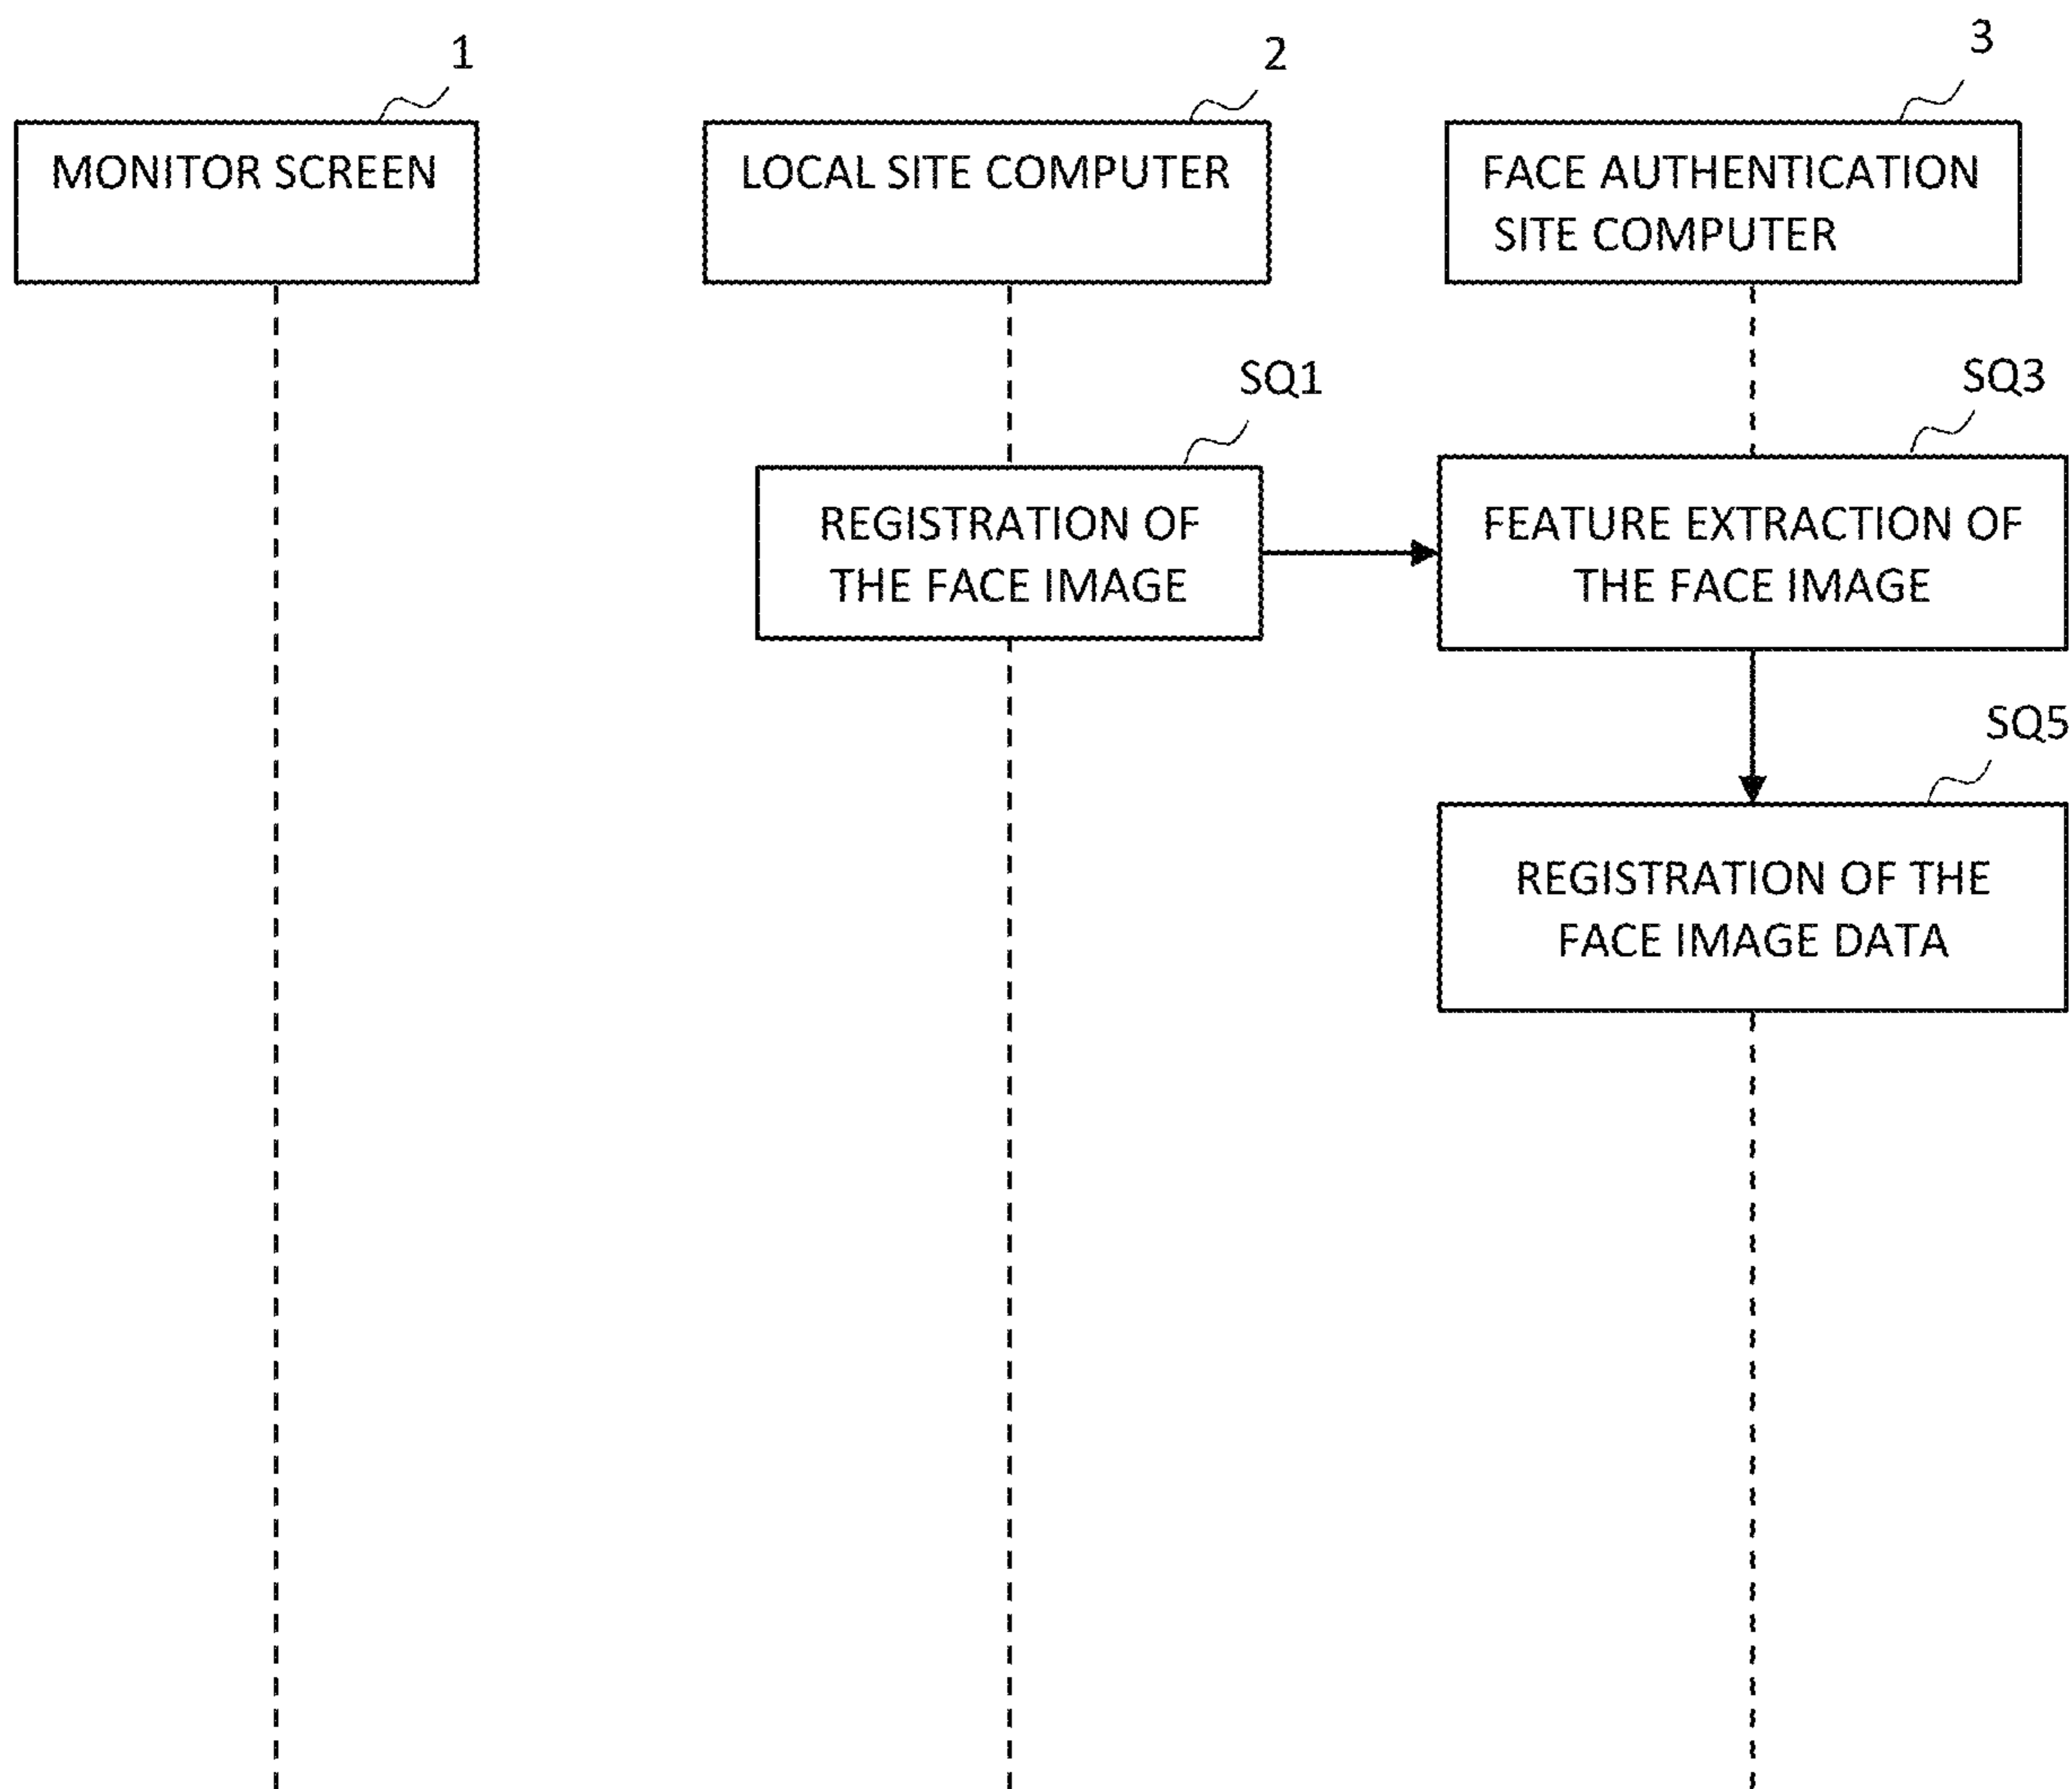 1
2
3
MONITOR SCREEN
LOCAL SITE COMPUTER
FACE AUTHENTICATION
SITE COMPUTER
SQ1
SQ3
REGISTRATION OF
THE FACE IMAGE
FEATURE EXTRACTION OF
THE FACE IMAGE
SQ5
REGISTRATION OF THE
FACE IMAGE DATA